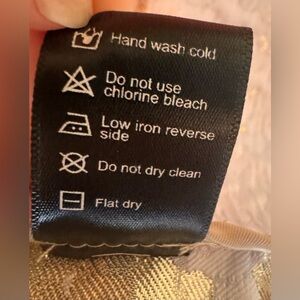 Hand wash cold
Do not use
chlorine bleach
Low iron reverse
side
Do not dry clean
Flat dry